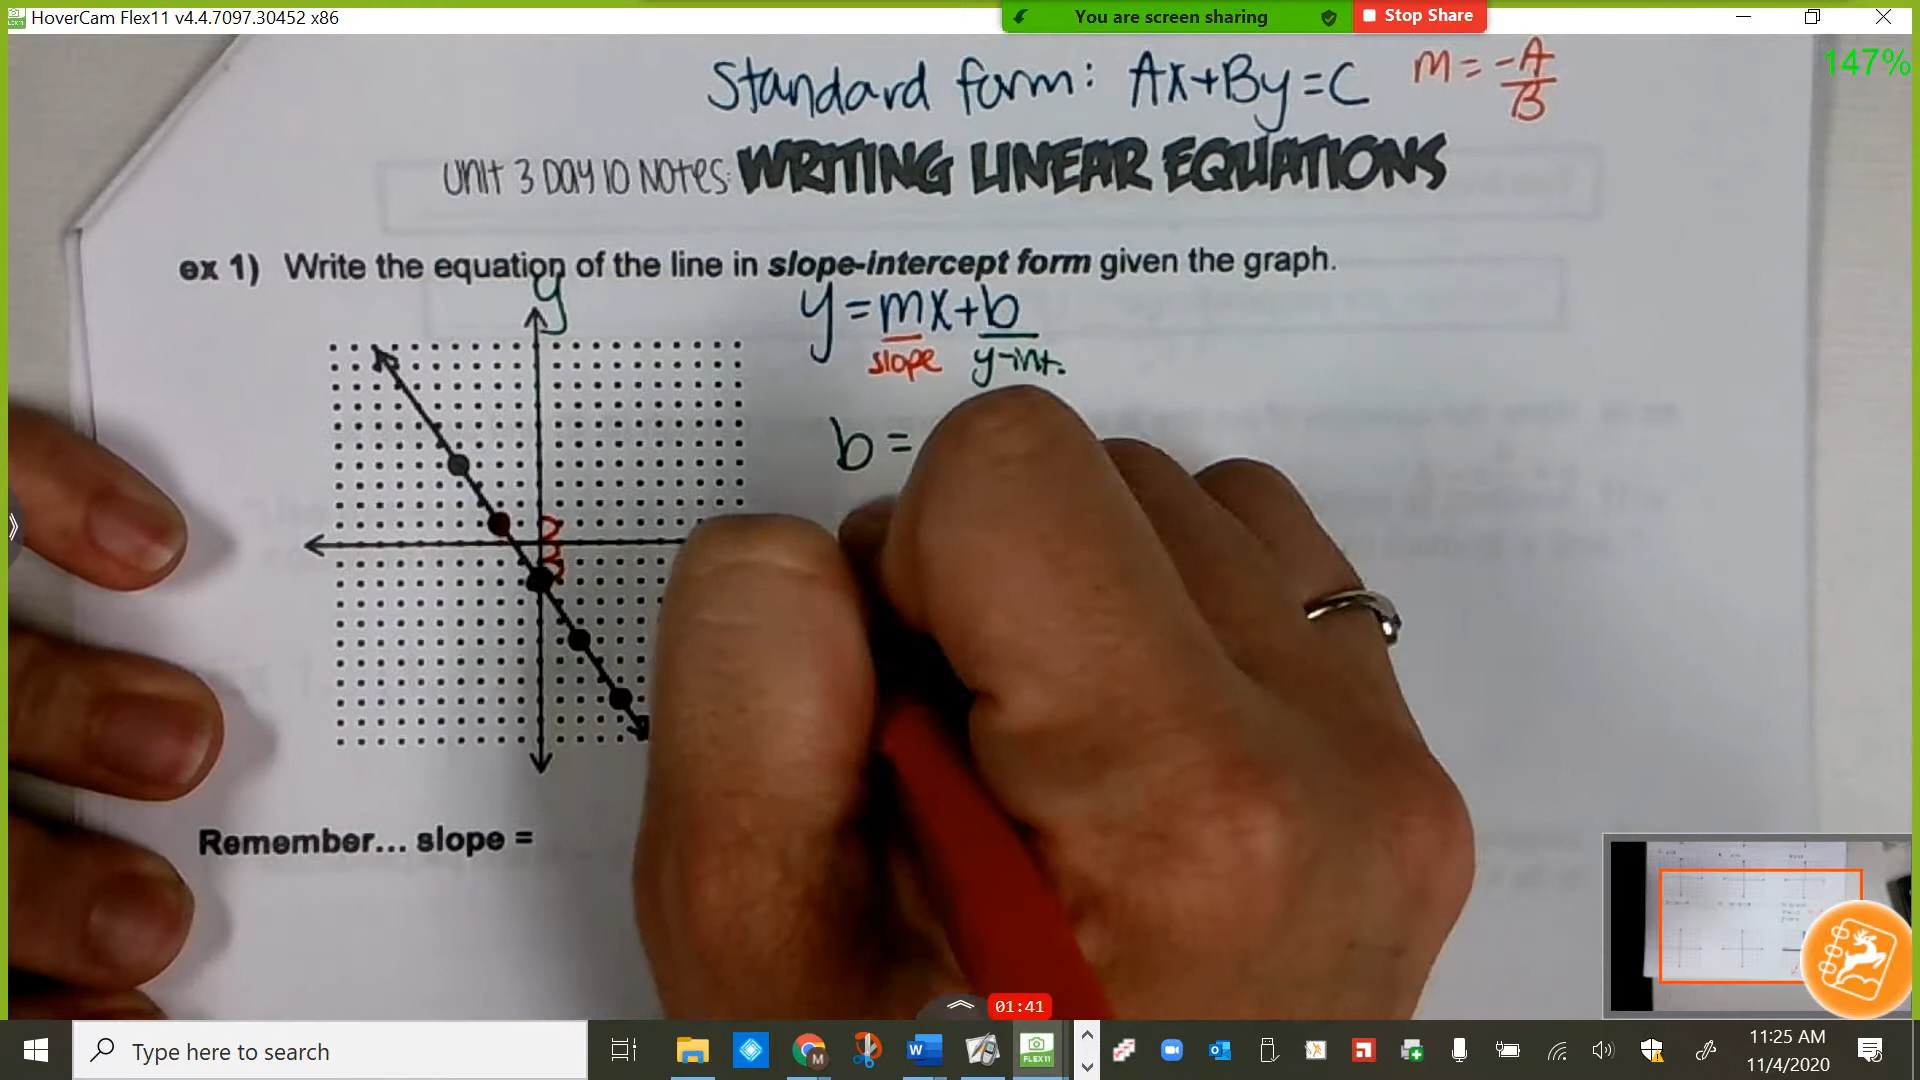 HoverCam Flex11 v4.4.7097.30452 x86
You are screen sharing
Stop Share
147%
Standard form: Ax+By=C m=-A/B
Unit 3 Day 10 Notes: WRITING LINEAR EQUATIONS
ex 1) Write the equation of the line in slope-intercept form given the graph.
y
y=mx+b
slope y-int.
b=
Remember... slope =
01:41
Type here to search
FLEX11
11:25 AM
11/4/2020